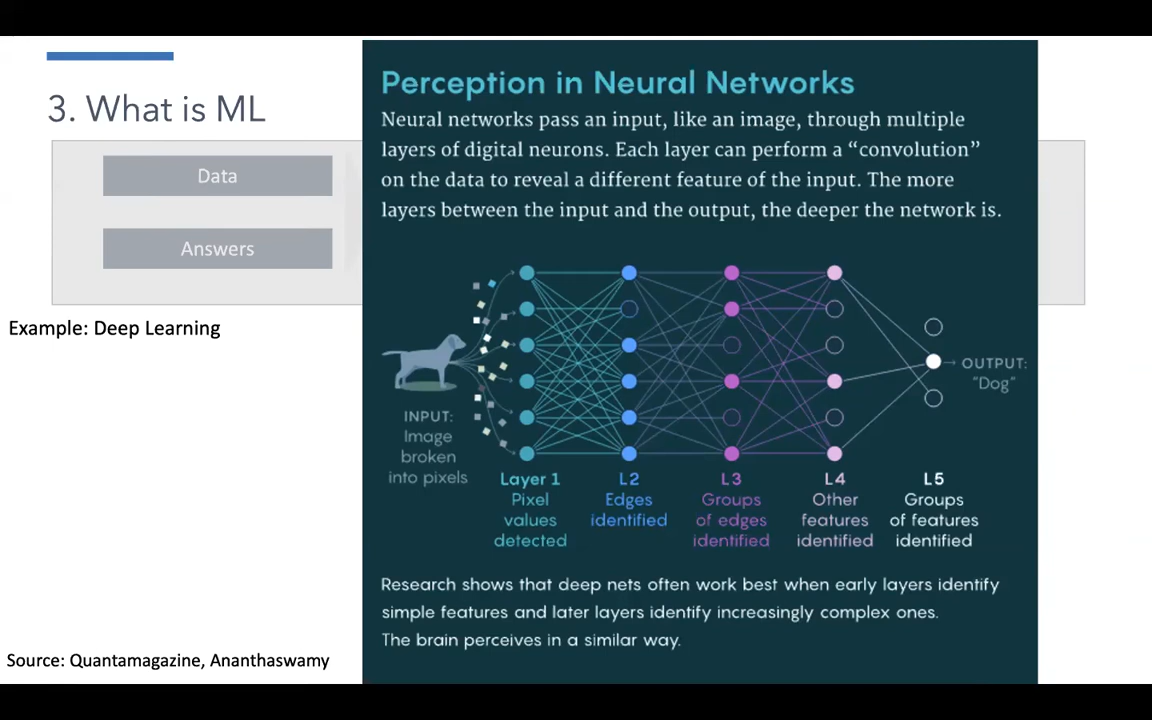 3. What is ML
Data
Answers
Example: Deep Learning
Perception in Neural Networks
Neural networks pass an input, like an image, through multiple
layers of digital neurons. Each layer can perform a “convolution”
on the data to reveal a different feature of the input. The more
layers between the input and the output, the deeper the network is.
INPUT:
Image
broken
into pixels
Layer 1
Pixel
values
detected
L2
Edges
identified
L3
Groups
of edges
identified
L4
Other
features
identified
L5
Groups
of features
identified
OUTPUT:
“Dog”
Research shows that deep nets often work best when early layers identify
simple features and later layers identify increasingly complex ones.
The brain perceives in a similar way.
Source: Quantamagazine, Ananthaswamy